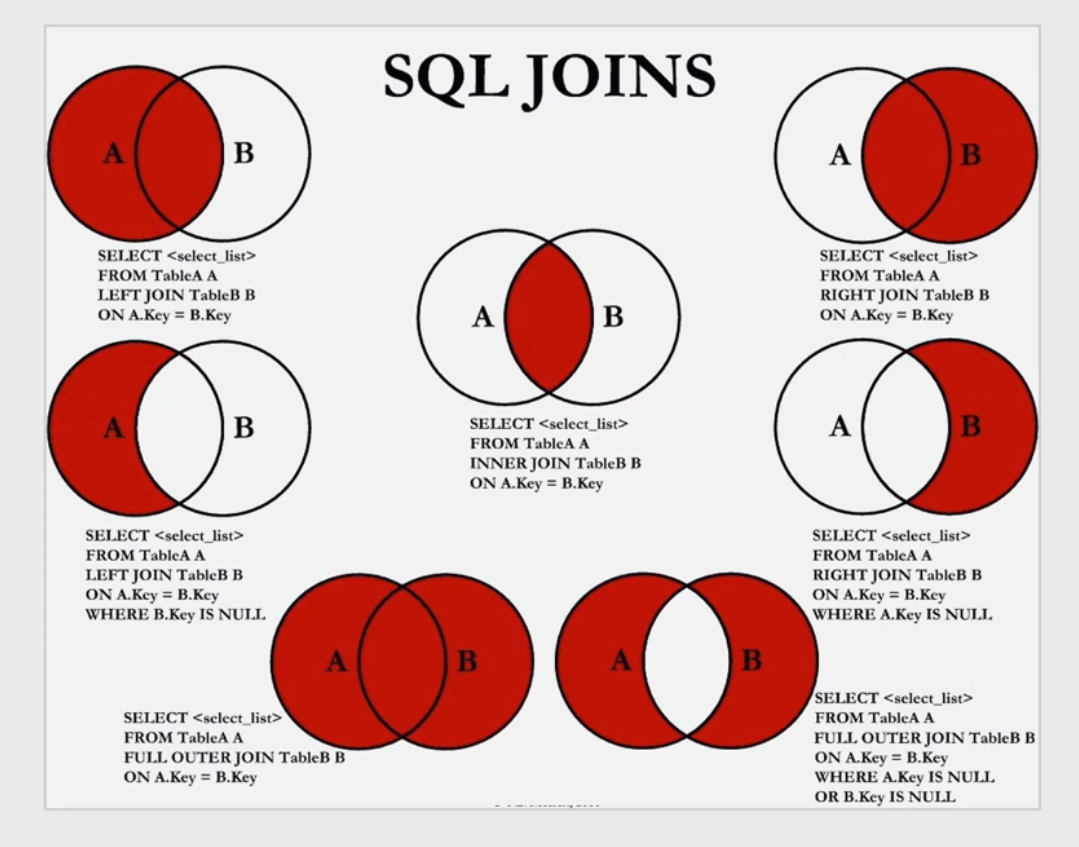 SQL JOINS
A B
SELECT <select_list>
FROM TableA A
LEFT JOIN TableB B
ON A.Key = B.Key
A B
SELECT <select_list>
FROM TableA A
RIGHT JOIN TableB B
ON A.Key = B.Key
A B
SELECT <select_list>
FROM TableA A
INNER JOIN TableB B
ON A.Key = B.Key
A B
SELECT <select_list>
FROM TableA A
LEFT JOIN TableB B
ON A.Key = B.Key
WHERE B.Key IS NULL
A B
SELECT <select_list>
FROM TableA A
RIGHT JOIN TableB B
ON A.Key = B.Key
WHERE A.Key IS NULL
A B
SELECT <select_list>
FROM TableA A
FULL OUTER JOIN TableB B
ON A.Key = B.Key
A B
SELECT <select_list>
FROM TableA A
FULL OUTER JOIN TableB B
ON A.Key = B.Key
WHERE A.Key IS NULL
OR B.Key IS NULL